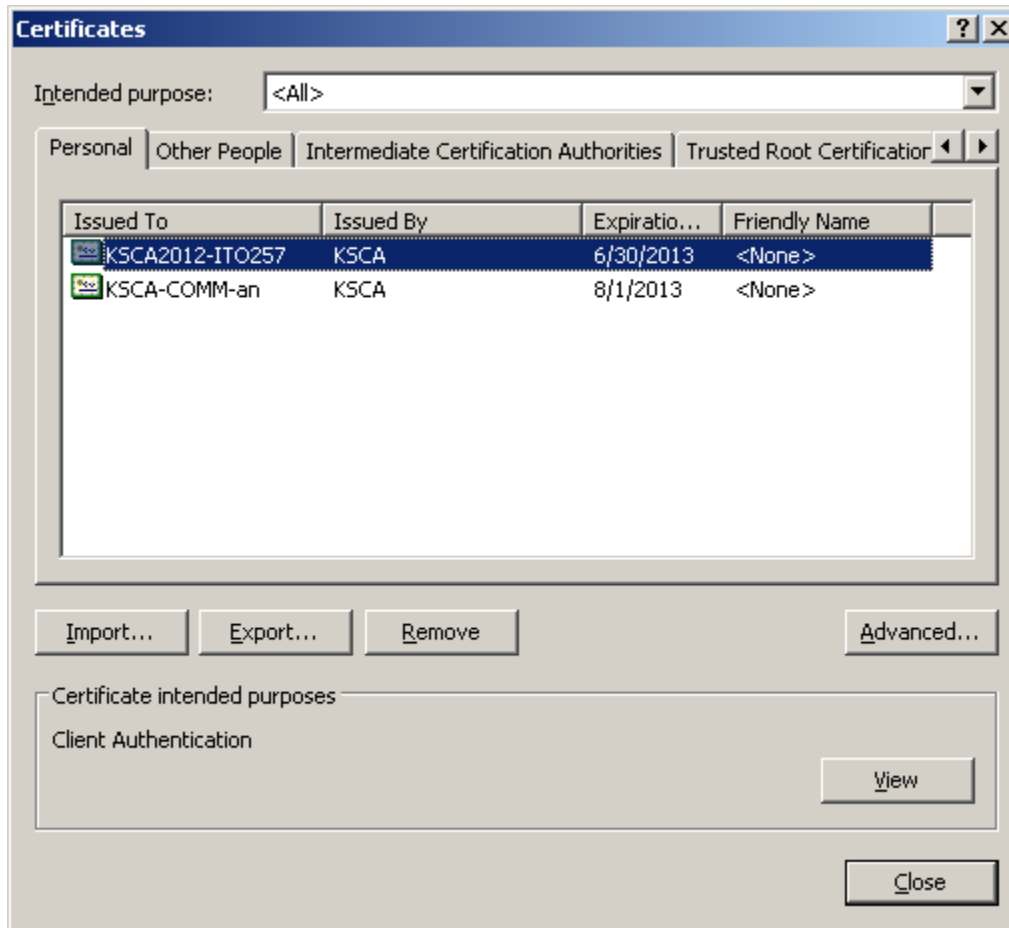 Certificates
Intended purpose: <All>
Personal Other People Intermediate Certification Authorities Trusted Root Certification
Issued To Issued By Expiratio... Friendly Name
KSCA2012-ITO257 KSCA 6/30/2013 <None>
KSCA-COMM-an KSCA 8/1/2013 <None>
Import... Export... Remove Advanced...
Certificate intended purposes
Client Authentication
View
Close